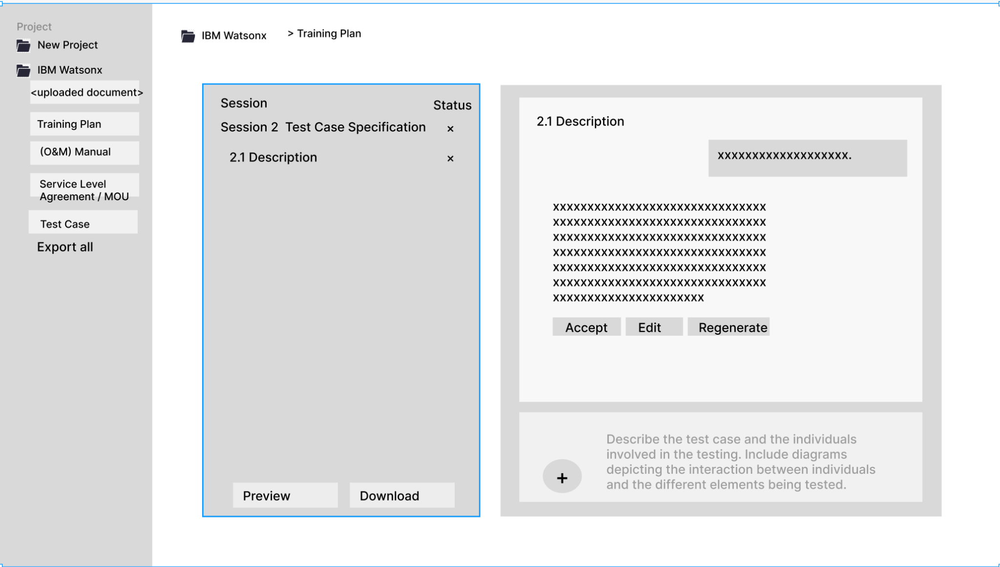 Project
New Project
IBM Watsonx
<uploaded document>
Training Plan
(O&M) Manual
Service Level
Agreement / MOU
Test Case
Export all
IBM Watsonx > Training Plan
Session Status
Session 2 Test Case Specification ×
2.1 Description ×
Preview Download
2.1 Description
xxxxxxxxxxxxxxxxxxx.
xxxxxxxxxxxxxxxxxxxxxxxxxxxxxxx
xxxxxxxxxxxxxxxxxxxxxxxxxxxxxxx
xxxxxxxxxxxxxxxxxxxxxxxxxxxxxxx
xxxxxxxxxxxxxxxxxxxxxxxxxxxxxxx
xxxxxxxxxxxxxxxxxxxxxxxxxxxxxxx
xxxxxxxxxxxxxxxxxxxxxxxxxxxxxxx
xxxxxxxxxxxxxxxxxxxxxx
Accept Edit Regenerate
+
Describe the test case and the individuals
involved in the testing. Include diagrams
depicting the interaction between individuals
and the different elements being tested.